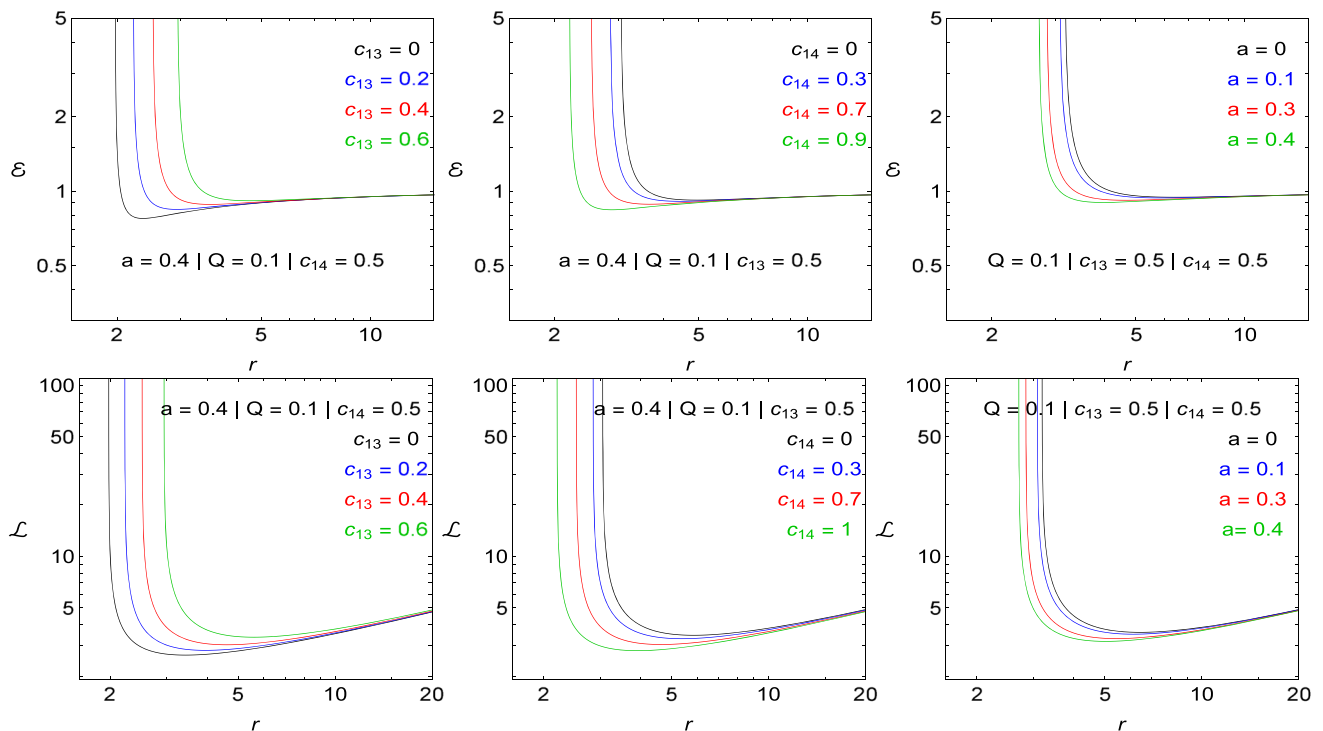 5
2
1
0.5
ℰ
c13 = 0
c13 = 0.2
c13 = 0.4
c13 = 0.6
a = 0.4 | Q = 0.1 | c14 = 0.5
2
5
10
r
5
2
1
0.5
ℰ
c14 = 0
c14 = 0.3
c14 = 0.7
c14 = 0.9
a = 0.4 | Q = 0.1 | c13 = 0.5
2
5
10
r
5
2
1
0.5
ℰ
a = 0
a = 0.1
a = 0.3
a = 0.4
Q = 0.1 | c13 = 0.5 | c14 = 0.5
2
5
10
r
100
50
10
5
ℒ
a = 0.4 | Q = 0.1 | c14 = 0.5
c13 = 0
c13 = 0.2
c13 = 0.4
c13 = 0.6
2
5
10
20
r
100
50
10
5
ℒ
a = 0.4 | Q = 0.1 | c13 = 0.5
c14 = 0
c14 = 0.3
c14 = 0.7
c14 = 1
2
5
10
20
r
100
50
10
5
ℒ
Q = 0.1 | c13 = 0.5 | c14 = 0.5
a = 0
a = 0.1
a = 0.3
a= 0.4
2
5
10
20
r